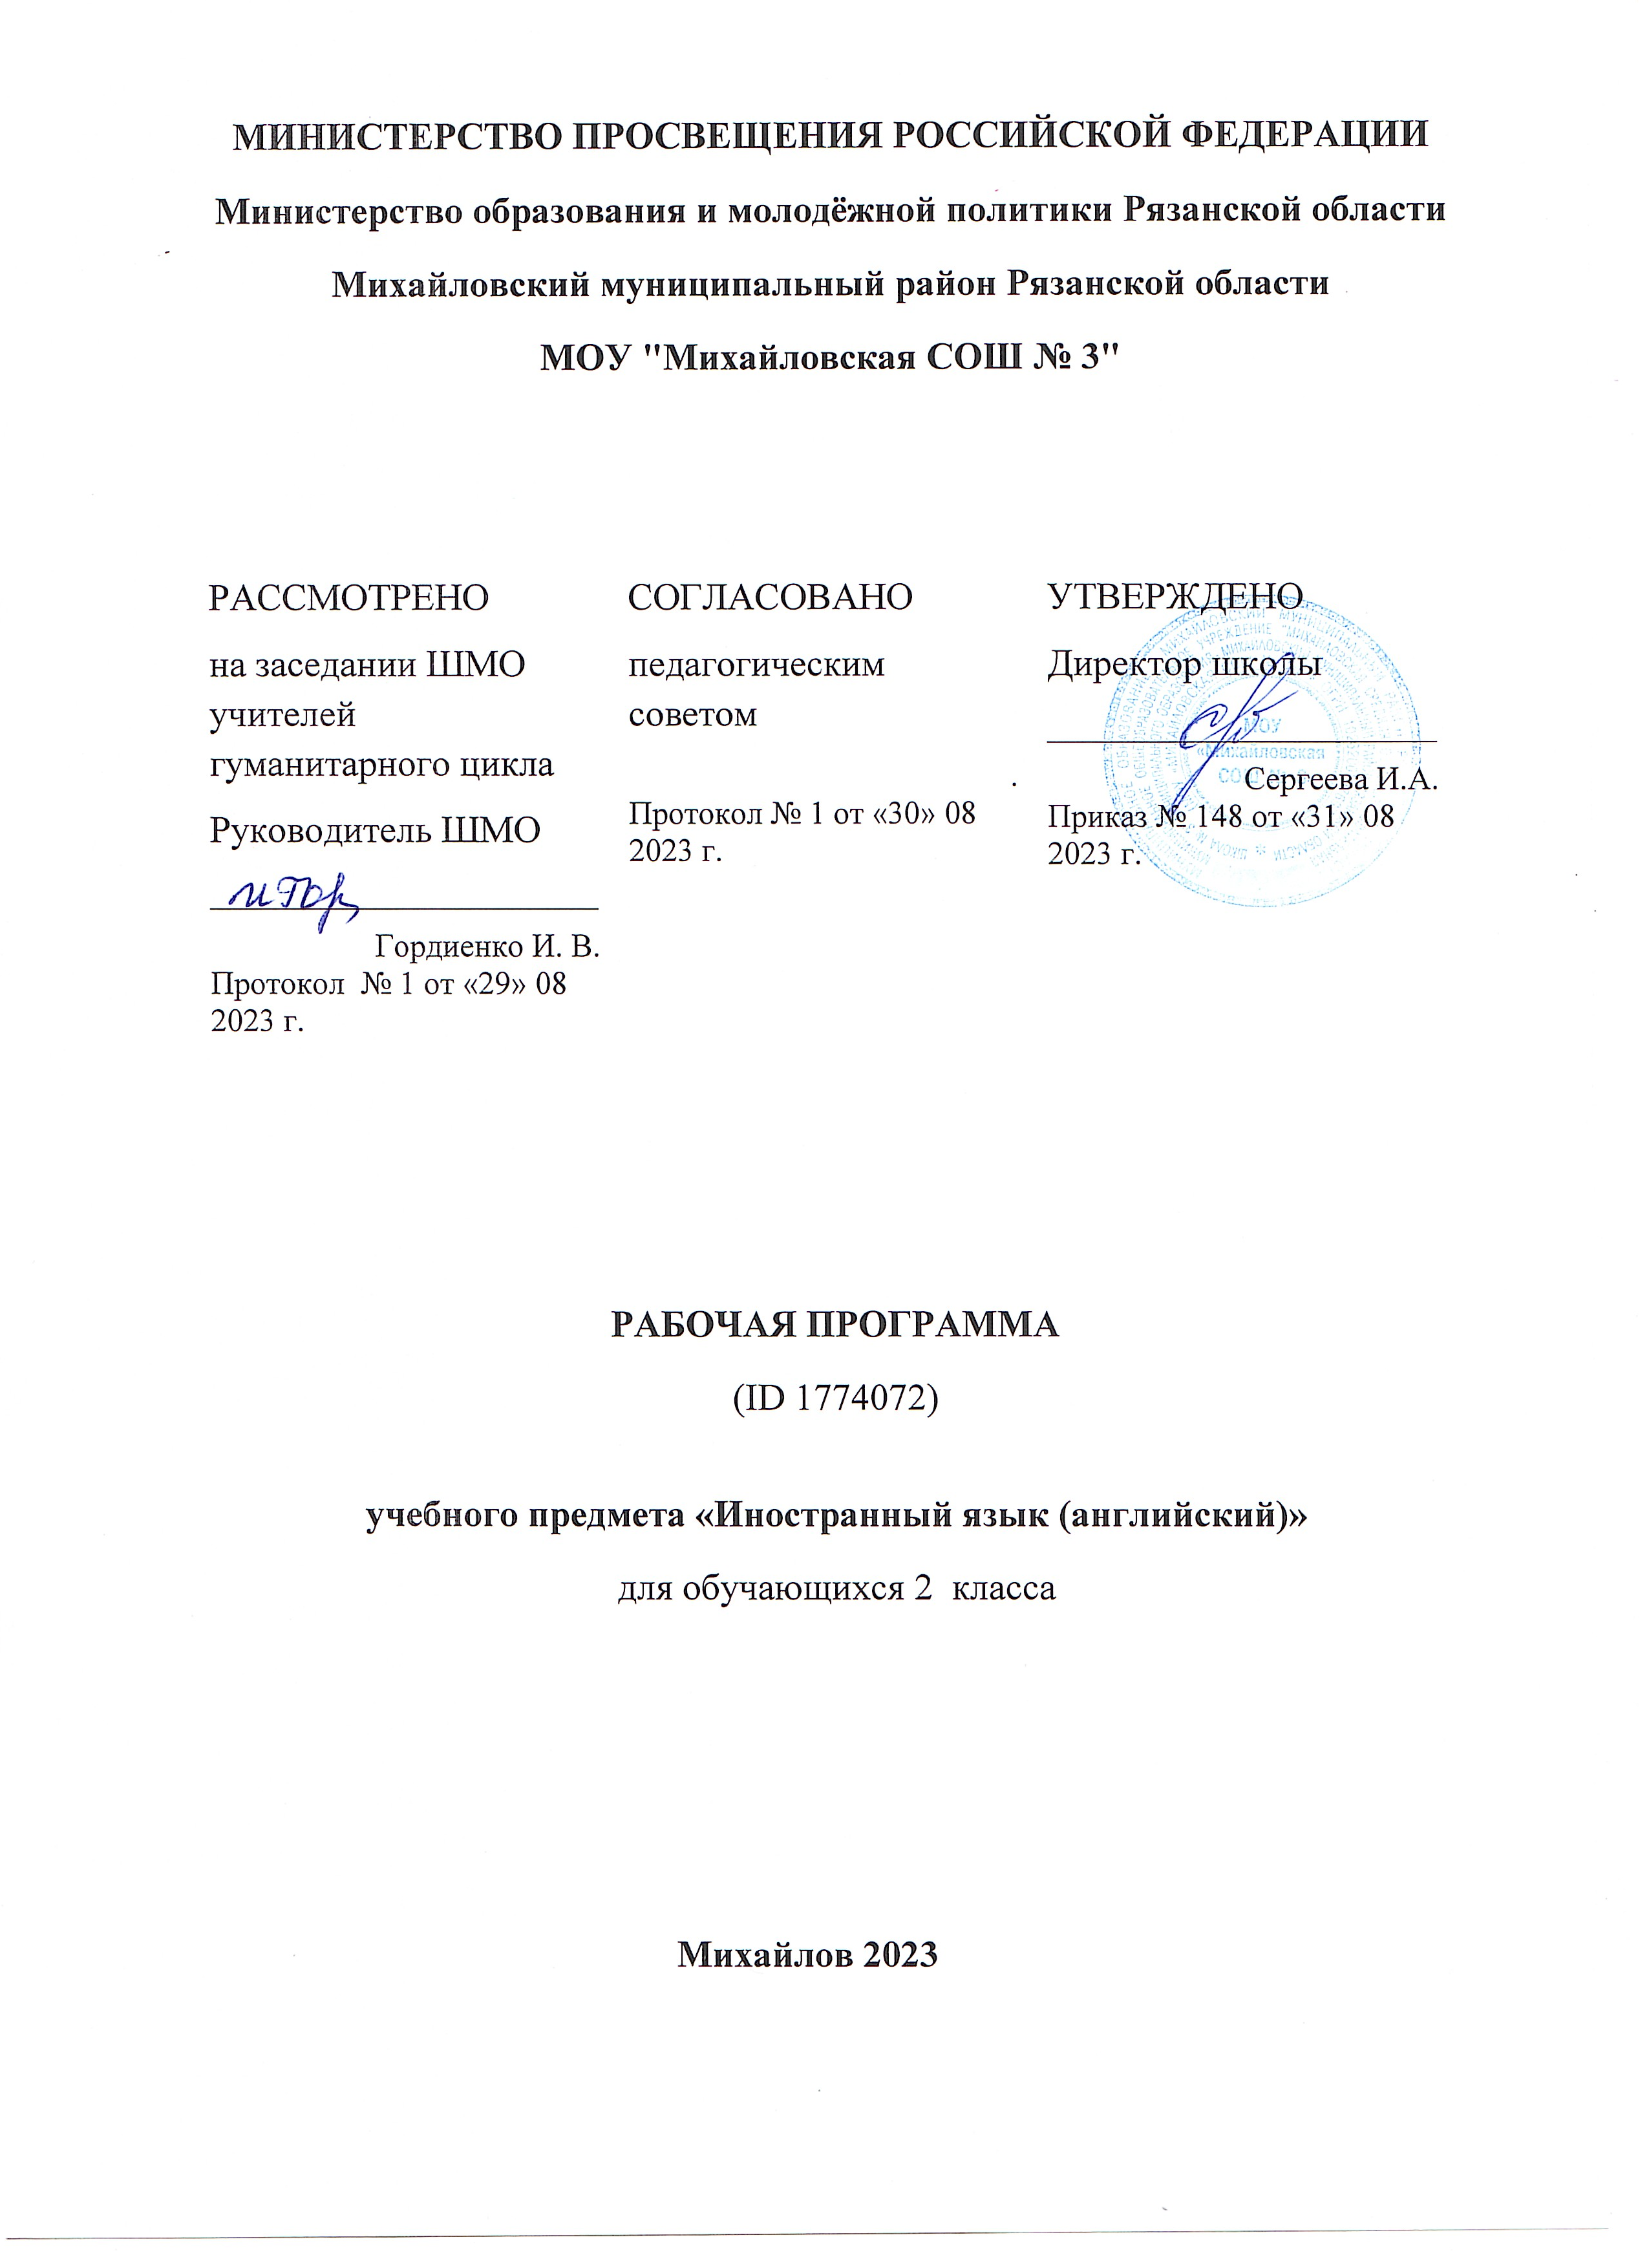 МИНИСТЕРСТВО ПРОСВЕЩЕНИЯ РОССИЙСКОЙ ФЕДЕРАЦИИ
Министерство образования и молодёжной политики Рязанской области
Михайловский муниципальный район Рязанской области
МОУ "Михайловская СОШ № 3"
РАССМОТРЕНО
на заседании ШМО
учителей
гуманитарного цикла
Руководитель ШМО
Гордиенко И. В.
Протокол № 1 от «29» 08
2023 г.
СОГЛАСОВАНО
педагогическим
советом
Протокол № 1 от «30» 08
2023 г.
УТВЕРЖДЕНО
Директор школы
МОУ
«Михайловская
СОШ
Сергеева И.А.
Приказ № 148 от «31» 08
2023 г.
РАБОЧАЯ ПРОГРАММА
(ID 1774072)
учебного предмета «Иностранный язык (английский)»
для обучающихся 2 класса
Михайлов 2023